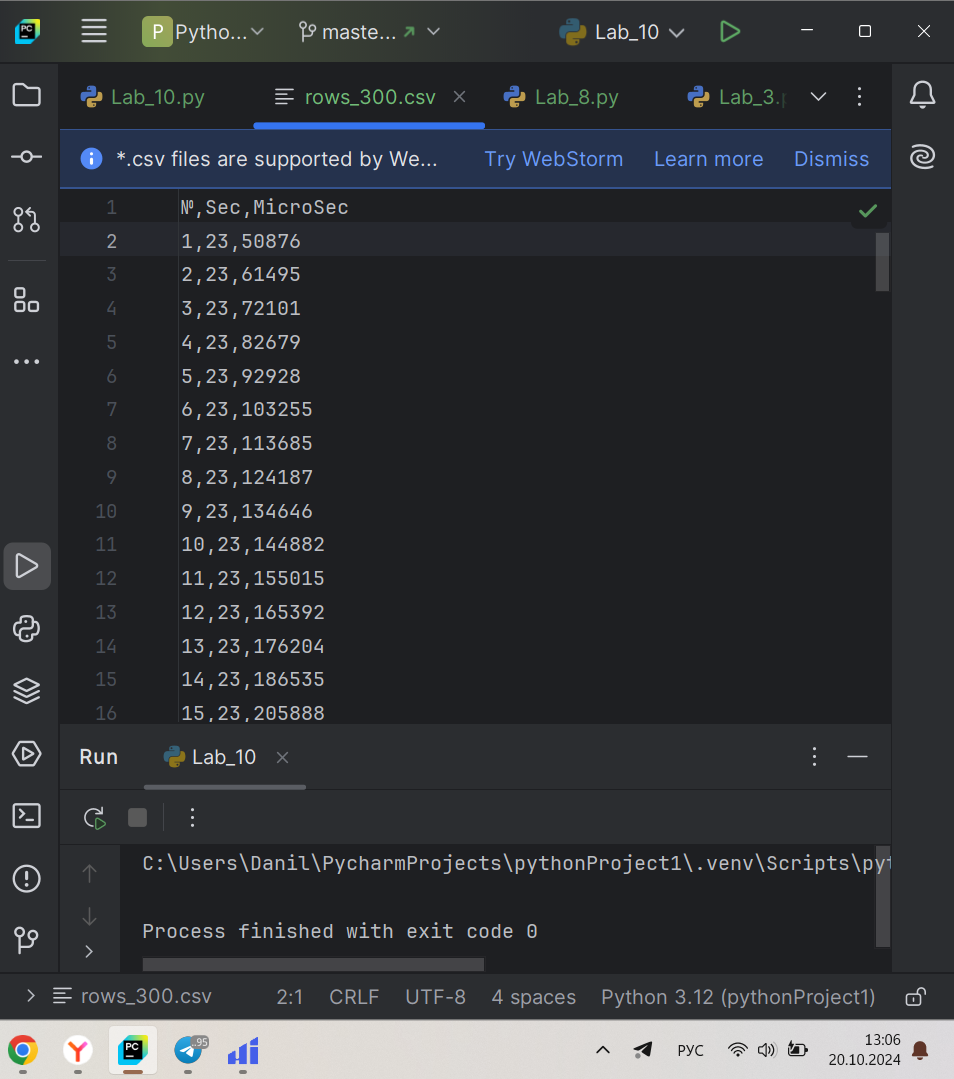 PC P Pytho... maste... Lab_10
Lab_10.py rows_300.csv Lab_8.py Lab_3.p
*.csv files are supported by We... Try WebStorm Learn more Dismiss
1 №,Sec,MicroSec
2 1,23,50876
3 2,23,61495
4 3,23,72101
5 4,23,82679
6 5,23,92928
7 6,23,103255
8 7,23,113685
9 8,23,124187
10 9,23,134646
11 10,23,144882
12 11,23,155015
13 12,23,165392
14 13,23,176204
15 14,23,186535
16 15,23,205888
Run Lab_10
C:\Users\Danil\PycharmProjects\pythonProject1\.venv\Scripts\pyt
Process finished with exit code 0
rows_300.csv 2:1 CRLF UTF-8 4 spaces Python 3.12 (pythonProject1)
PC ..95 РУС 13:06
20.10.2024